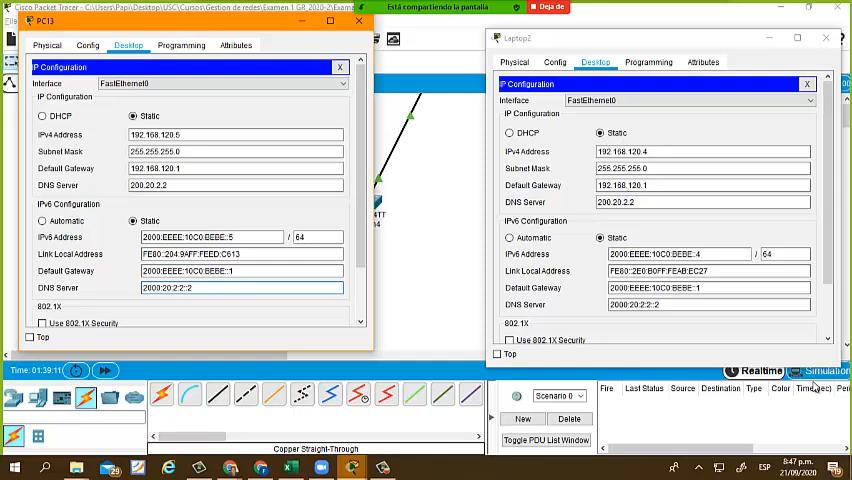 Cisco Packet Tracer - C:\Users\Papi\Desktop\USC\Cursos\Gestion de redes\Examen 1 GR_2020-2\
Está compartiendo la pantalla
Deja de
PC13
Physical Config Desktop Programming Attributes
IP Configuration X
Interface FastEthernet0
IP Configuration
DHCP Static
IPv4 Address 192.168.120.5
Subnet Mask 255.255.255.0
Default Gateway 192.168.120.1
DNS Server 200.20.2.2
IPv6 Configuration
Automatic Static
IPv6 Address 2000:EEEE:10C0:BEBE::5 / 64
Link Local Address FE80::204:9AFF:FEED:C613
Default Gateway 2000:EEEE:10C0:BEBE::1
DNS Server 2000:20:2:2::2
802.1X
Use 802.1X Security
Top
4TT
Laptop2
Physical Config Desktop Programming Attributes
IP Configuration X
Interface FastEthernet0
IP Configuration
DHCP Static
IPv4 Address 192.168.120.4
Subnet Mask 255.255.255.0
Default Gateway 192.168.120.1
DNS Server 200.20.2.2
IPv6 Configuration
Automatic Static
IPv6 Address 2000:EEEE:10C0:BEBE::4 / 64
Link Local Address FE80::2E0:B0FF:FEAB:EC27
Default Gateway 2000:EEEE:10C0:BEBE::1
DNS Server 2000:20:2:2::2
802.1X
Use 802.1X Security
Top
Time: 01:39:11
Realtime Simulation
Scenario 0
New Delete
Toggle PDU List Window
Fire Last Status Source Destination Type Color Time(sec) Peri
Copper Straight-Through
ESP
8:47 p.m.
21/09/2020
19